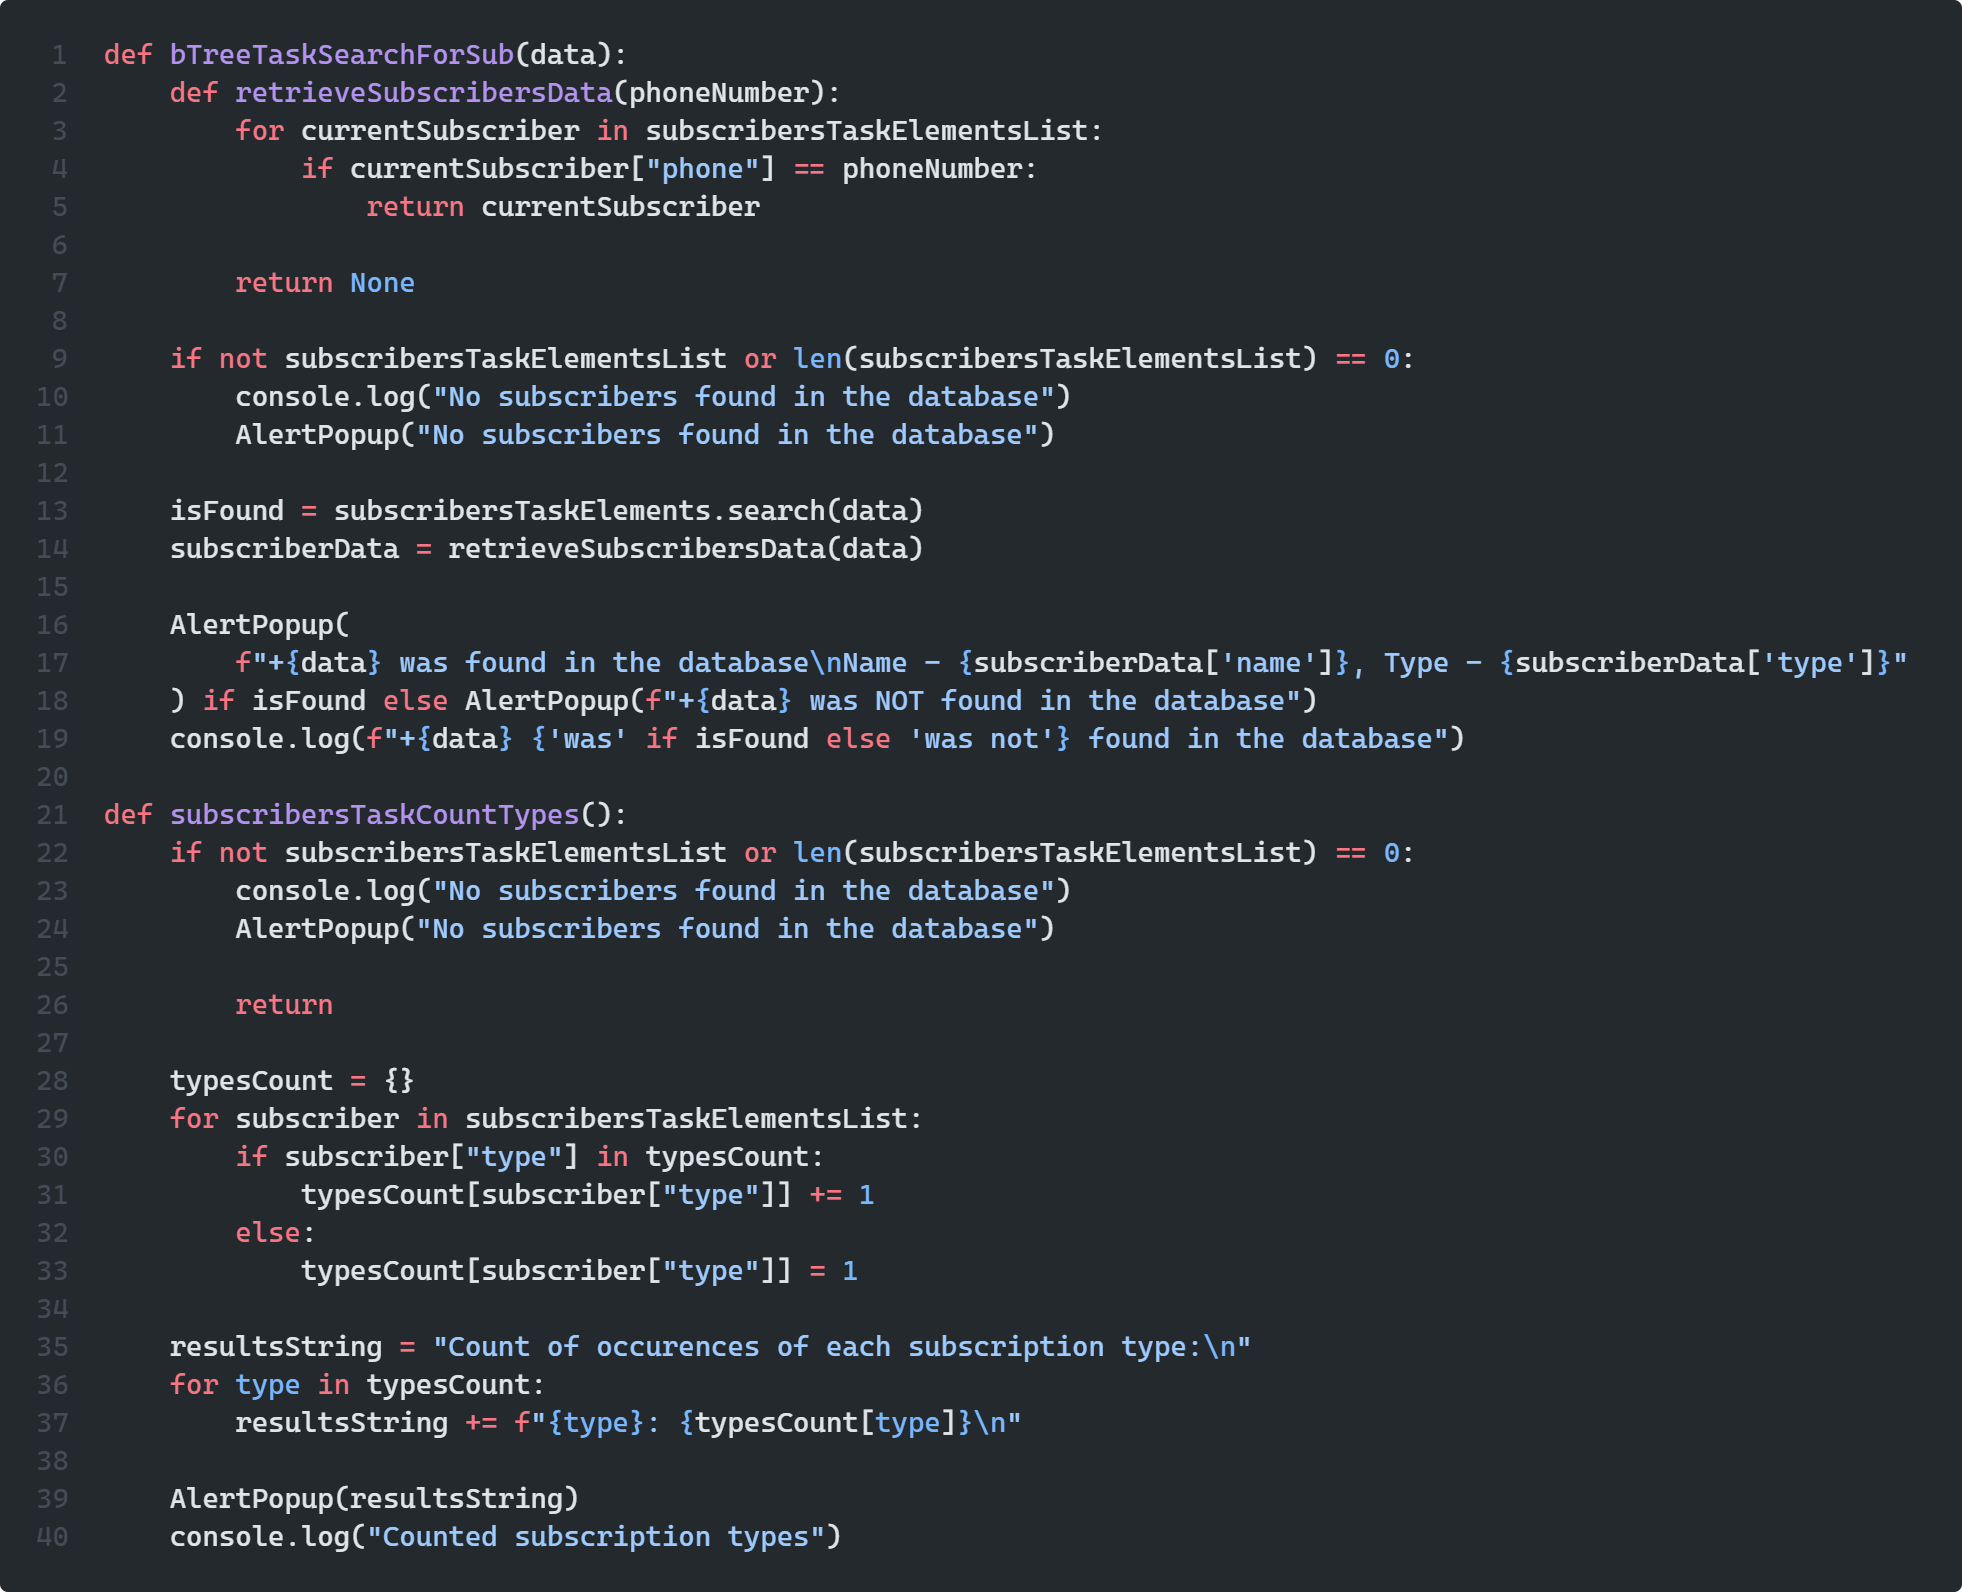 1 def bTreeTaskSearchForSub(data):
2     def retrieveSubscribersData(phoneNumber):
3         for currentSubscriber in subscribersTaskElementsList:
4             if currentSubscriber["phone"] == phoneNumber:
5                 return currentSubscriber
6
7         return None
8
9     if not subscribersTaskElementsList or len(subscribersTaskElementsList) == 0:
10         console.log("No subscribers found in the database")
11         AlertPopup("No subscribers found in the database")
12
13     isFound = subscribersTaskElements.search(data)
14     subscriberData = retrieveSubscribersData(data)
15
16     AlertPopup(
17         f"+{data} was found in the database\nName - {subscriberData['name']}, Type - {subscriberData['type']}"
18     ) if isFound else AlertPopup(f"+{data} was NOT found in the database")
19     console.log(f"+{data} {'was' if isFound else 'was not'} found in the database")
20
21 def subscribersTaskCountTypes():
22     if not subscribersTaskElementsList or len(subscribersTaskElementsList) == 0:
23         console.log("No subscribers found in the database")
24         AlertPopup("No subscribers found in the database")
25
26         return
27
28     typesCount = {}
29     for subscriber in subscribersTaskElementsList:
30         if subscriber["type"] in typesCount:
31             typesCount[subscriber["type"]] += 1
32         else:
33             typesCount[subscriber["type"]] = 1
34
35     resultsString = "Count of occurences of each subscription type:\n"
36     for type in typesCount:
37         resultsString += f"{type}: {typesCount[type]}\n"
38
39     AlertPopup(resultsString)
40     console.log("Counted subscription types")